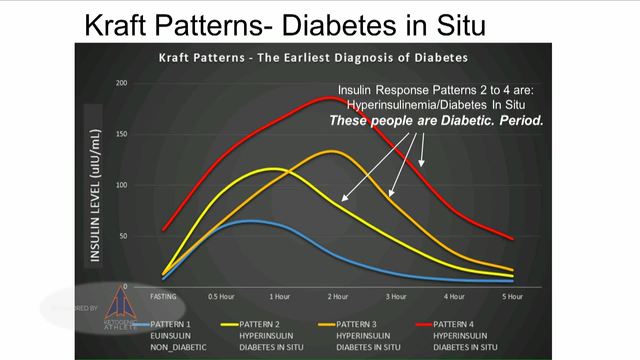 Kraft Patterns- Diabetes in Situ
Kraft Patterns - The Earliest Diagnosis of Diabetes
Insulin Response Patterns 2 to 4 are:
Hyperinsulinemia/Diabetes In Situ
These people are Diabetic. Period.
INSULIN LEVEL (uIU/mL)
200
150
100
50
0
FASTING 0.5 Hour 1 Hour 2 Hour 3 Hour 4 Hour 5 Hour
PATTERN 1 PATTERN 2 PATTERN 3 PATTERN 4
EUINSULIN HYPERINSULIN HYPERINSULIN HYPERINSULIN
NON_DIABETIC DIABETES IN SITU DIABETES IN SITU DIABETES IN SITU
BY
KETOGENIC
ATHLETE